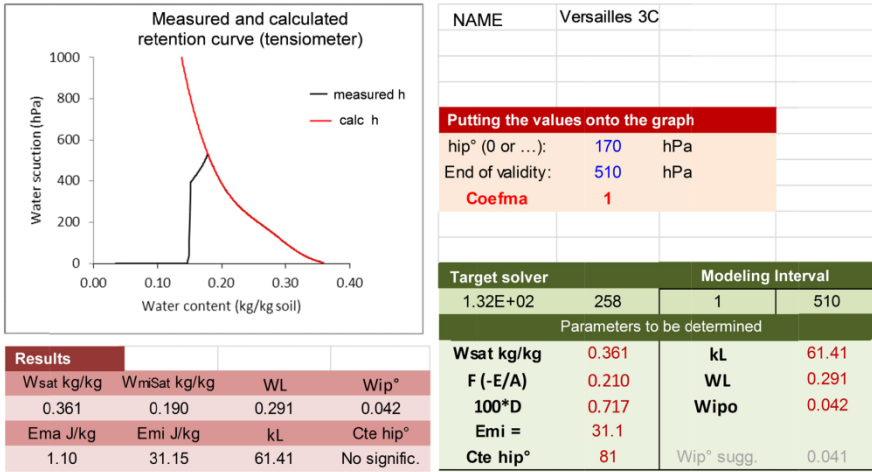 Measured and calculated
retention curve (tensiometer)
1000
800
600
400
200
0
Water scuction (hPa)
measured h
calc h
0.00 0.10 0.20 0.30 0.40
Water content (kg/kg soil)
Results
Wsat kg/kg WmiSat kg/kg WL Wip°
0.361 0.190 0.291 0.042
Ema J/kg Emi J/kg kL Cte hip°
1.10 31.15 61.41 No signific.
NAME Versailles 3C
Putting the values onto the graph
hip° (0 or ...): 170 hPa
End of validity: 510 hPa
Coefma 1
Target solver Modeling Interval
1.32E+02 258 1 510
Parameters to be determined
Wsat kg/kg 0.361 kL 61.41
F (-E/A) 0.210 WL 0.291
100*D 0.717 Wipo 0.042
Emi = 31.1
Cte hip° 81 Wip° sugg. 0.041